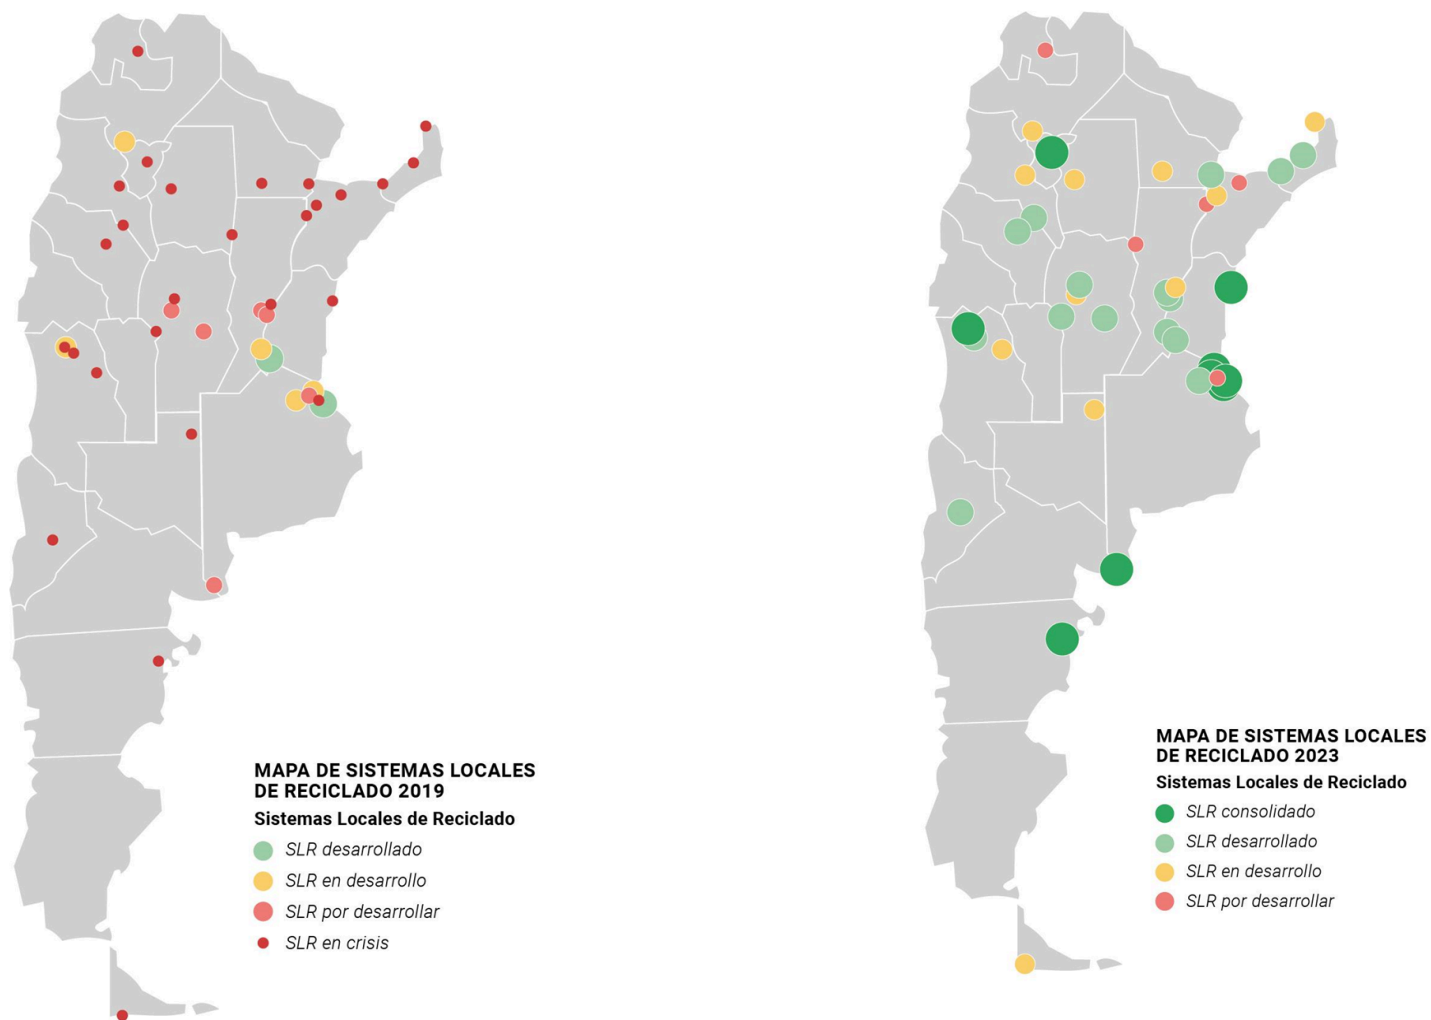 MAPA DE SISTEMAS LOCALES
DE RECICLADO 2019
Sistemas Locales de Reciclado
SLR desarrollado
SLR en desarrollo
SLR por desarrollar
SLR en crisis
MAPA DE SISTEMAS LOCALES
DE RECICLADO 2023
Sistemas Locales de Reciclado
SLR consolidado
SLR desarrollado
SLR en desarrollo
SLR por desarrollar